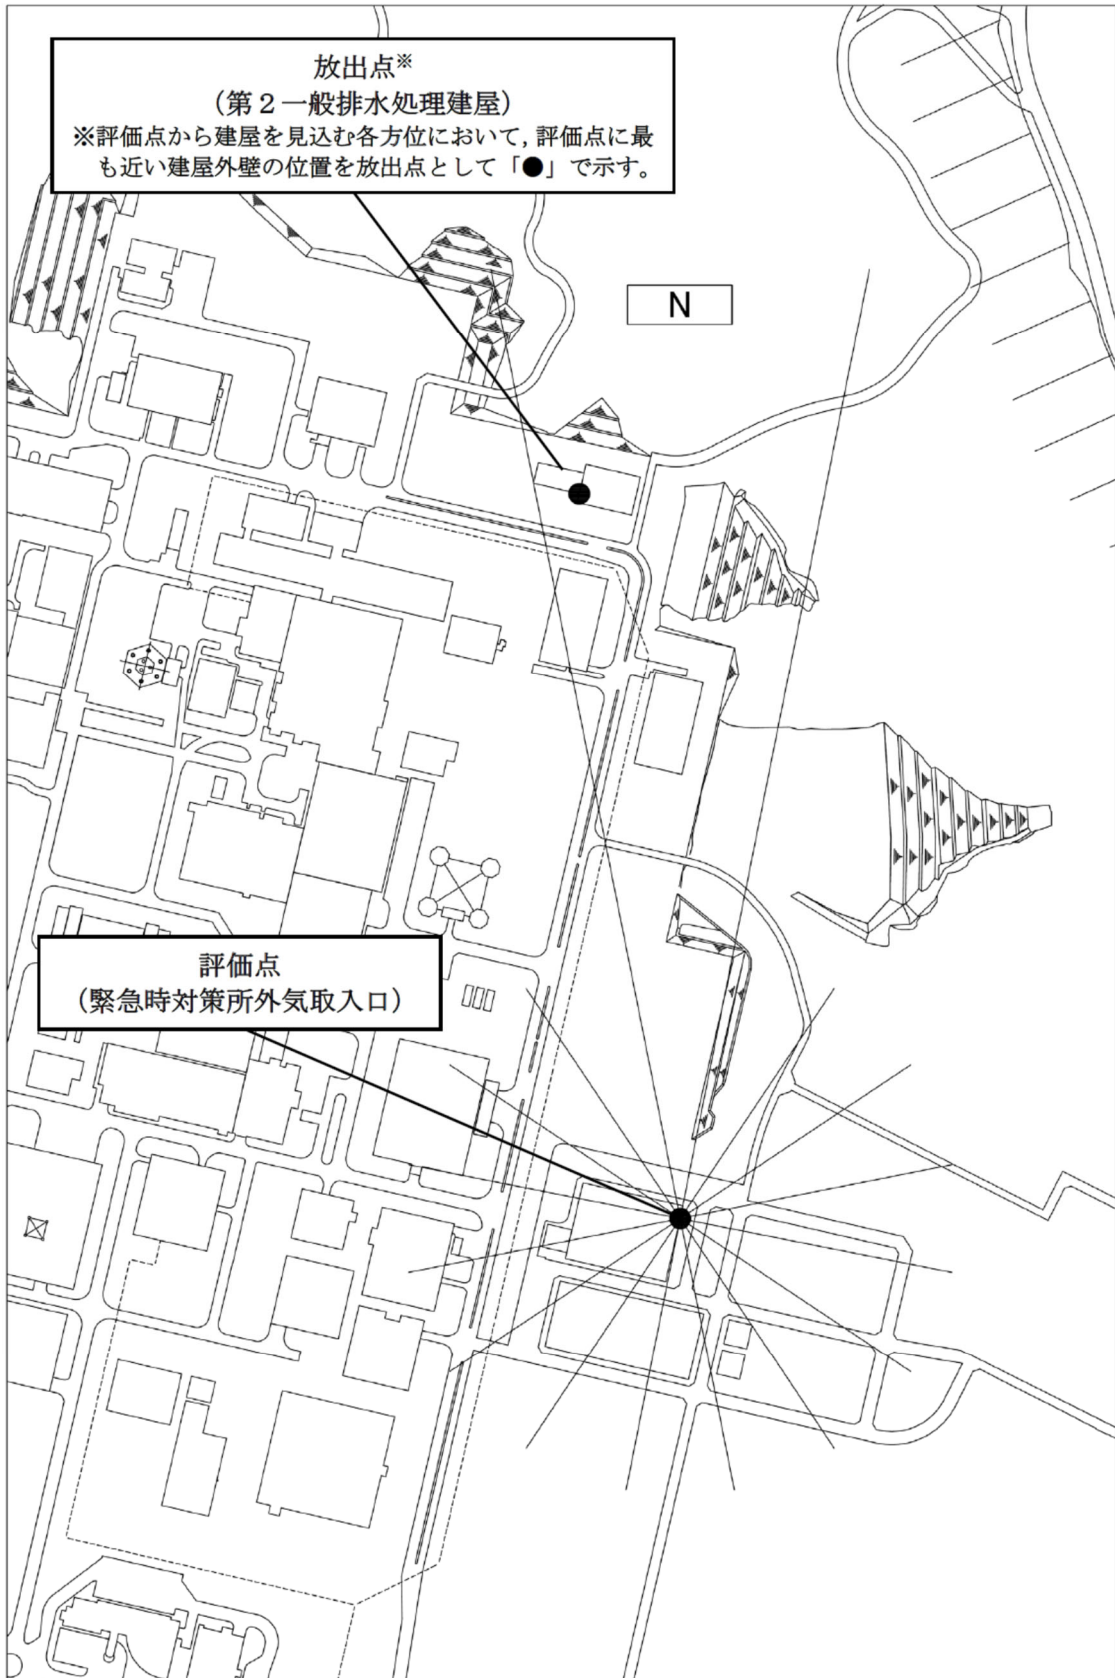 放出点※
（第２一般排水処理建屋）
※評価点から建屋を見込む各方位において，評価点に最
も近い建屋外壁の位置を放出点として「●」で示す。
N
評価点
（緊急時対策所外気取入口）